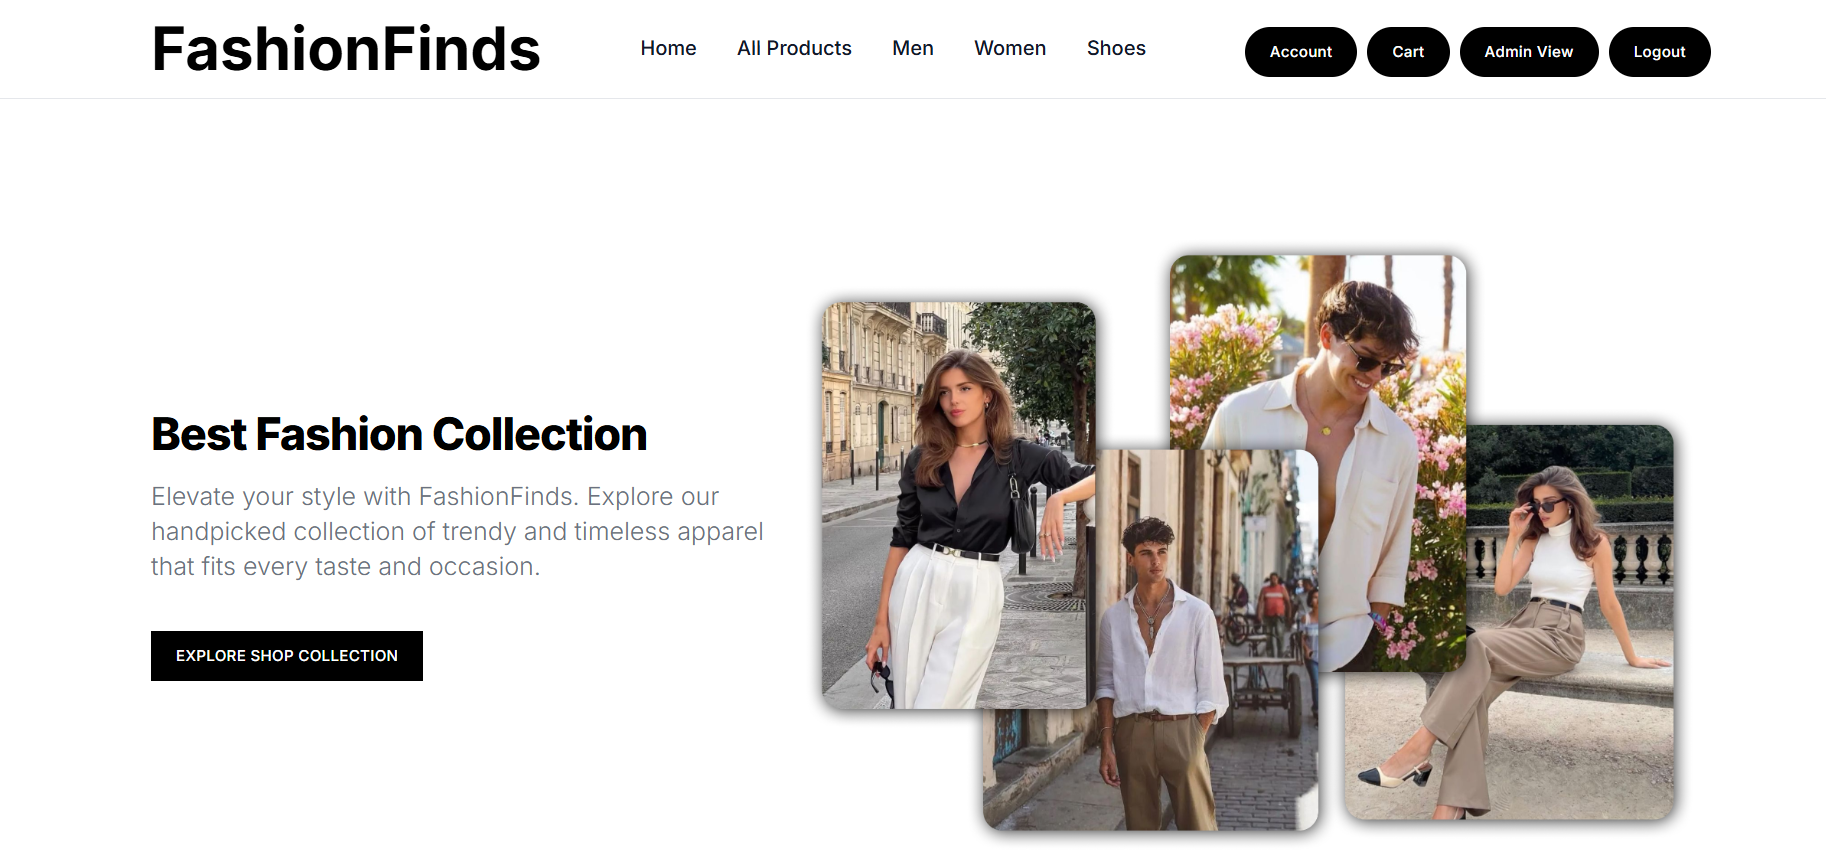 FashionFinds
Home
All Products
Men
Women
Shoes
Account
Cart
Admin View
Logout
Best Fashion Collection
Elevate your style with FashionFinds. Explore our
handpicked collection of trendy and timeless apparel
that fits every taste and occasion.
EXPLORE SHOP COLLECTION